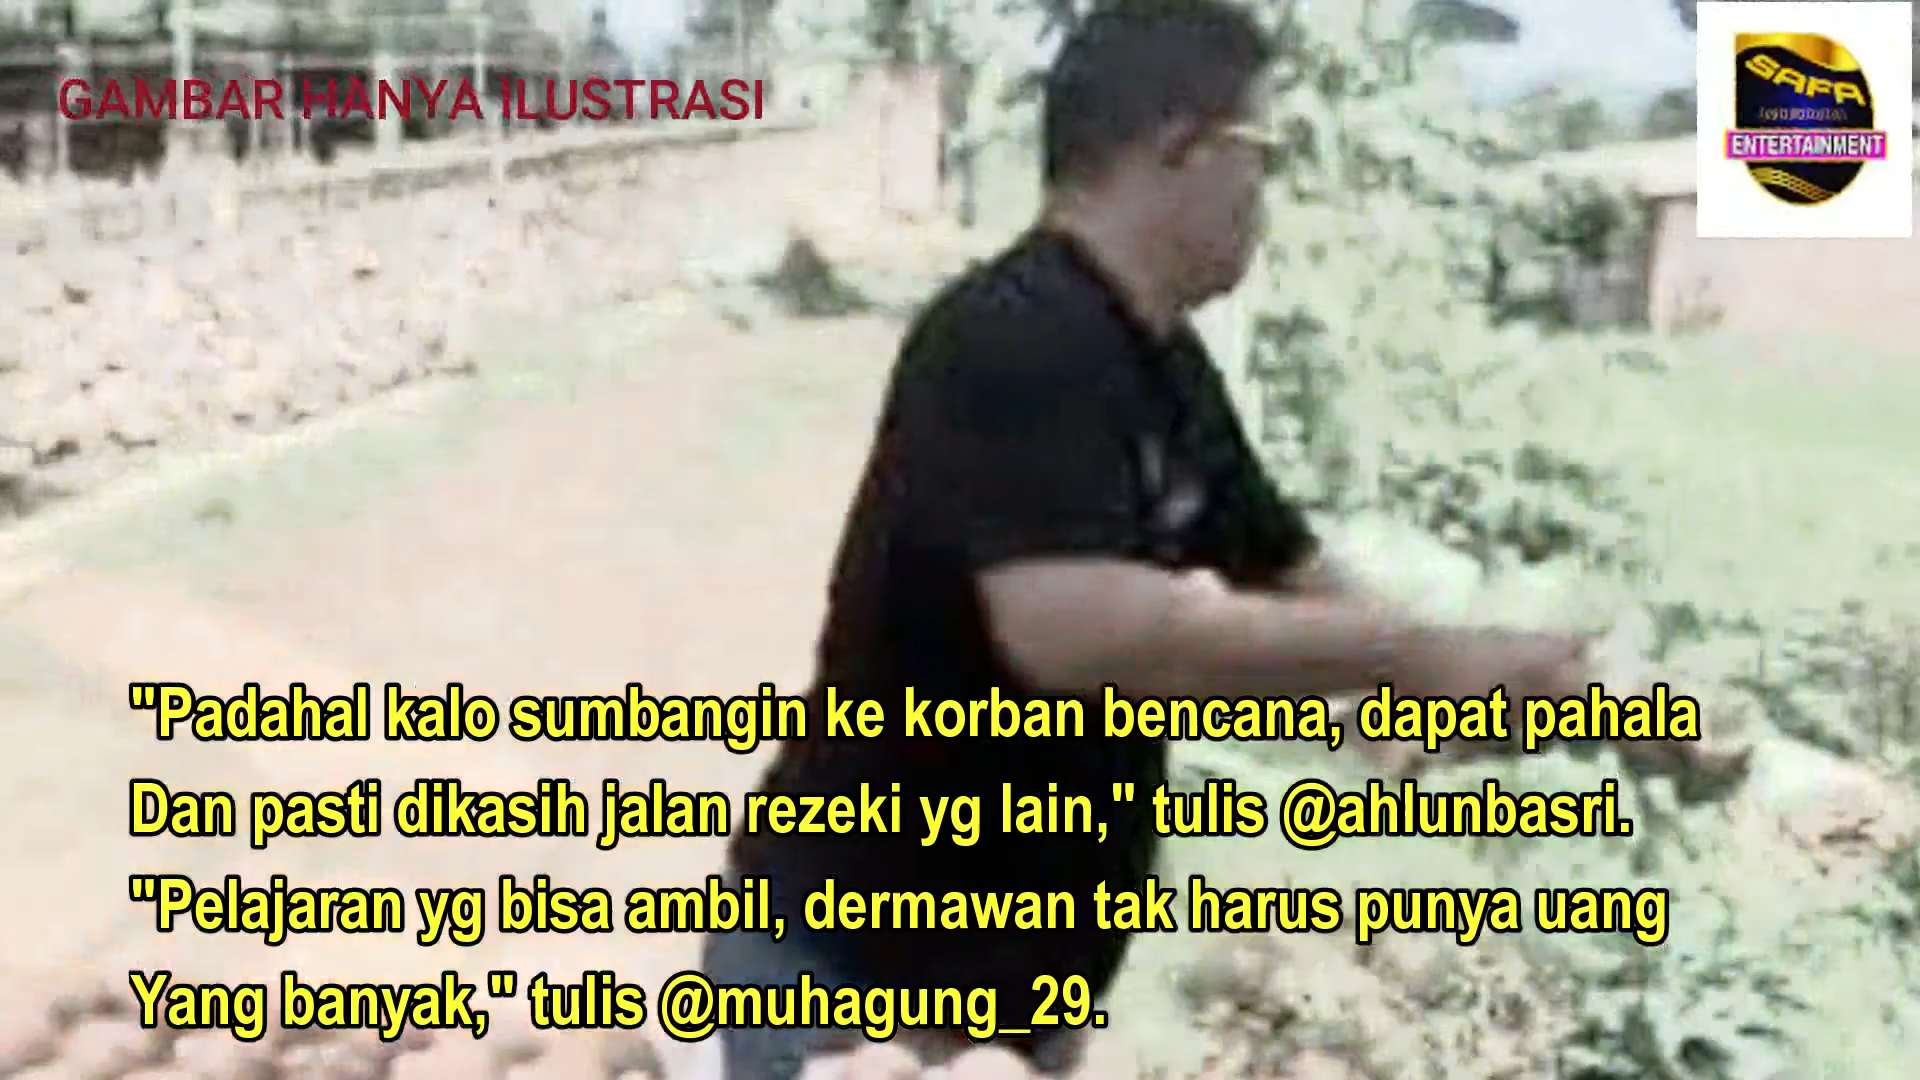 GAMBAR HANYA ILUSTRASI
SAFA
ENTERTAINMENT
"Padahal kalo sumbangin ke korban bencana, dapat pahala
Dan pasti dikasih jalan rezeki yg lain," tulis @ahlunbasri.
"Pelajaran yg bisa ambil, dermawan tak harus punya uang
Yang banyak," tulis @muhagung_29.